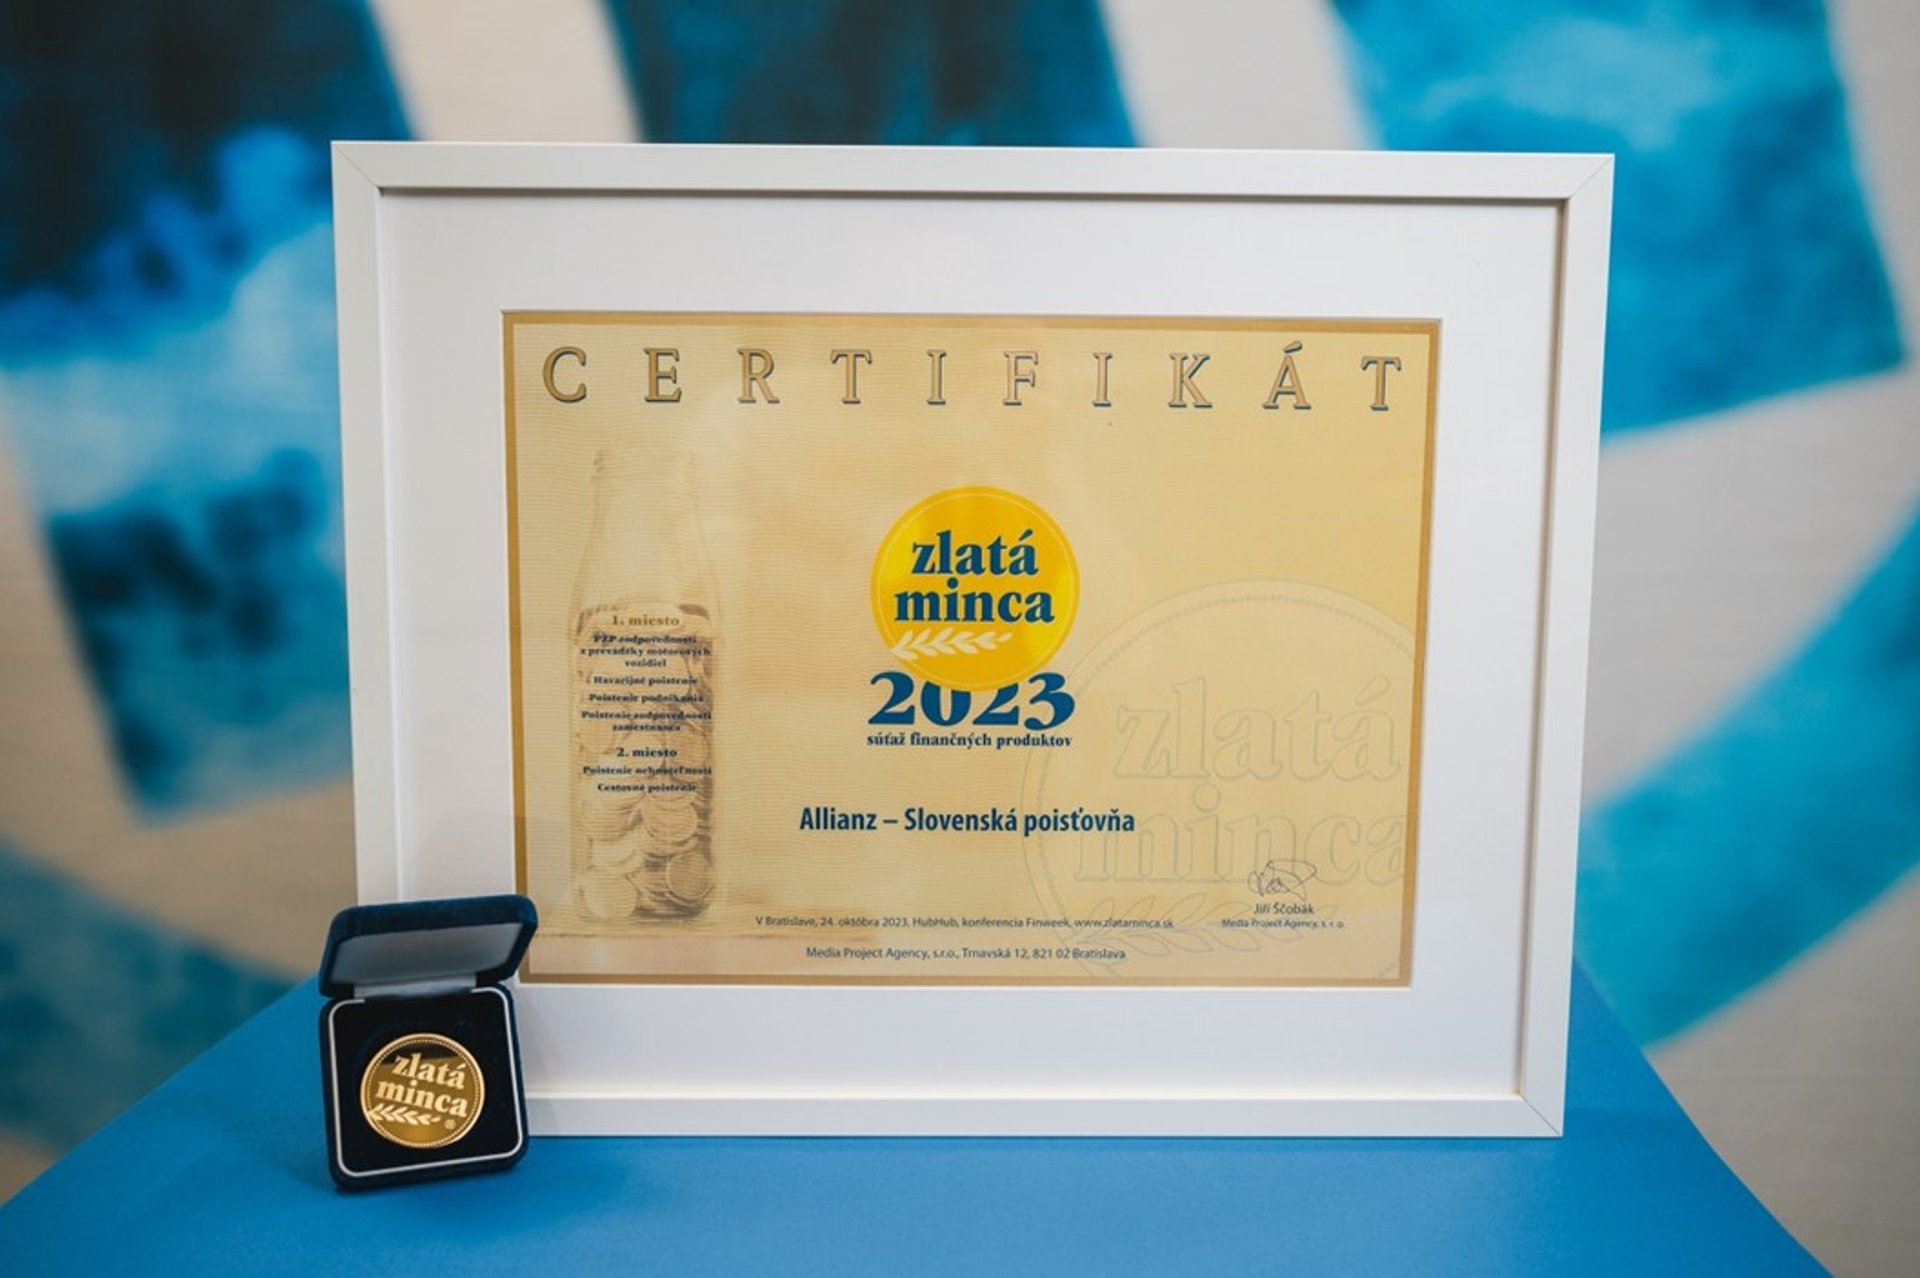 CERTIFIKÁT
zlatá
minca
2023
súťaž finančných produktov
1. miesto
PZP zodpovednosti
z prevádzky motorových
vozidiel
Havarijné poistenie
Poistenie podnikania
Poistenie zodpovednosti
zamestnanca
2. miesto
Poistenie nehnuteľnosti
Cestovné poistenie
zlatá
minca
Allianz – Slovenská poisťovňa
Jiří Ščobák
V Bratislave, 24. októbra 2023, HubHub, konferencia Finweek, www.zlataminca.sk
Media Project Agency, s. r. o.
Media Project Agency, s.r.o., Trnavská 12, 821 02 Bratislava
zlatá
minca
®